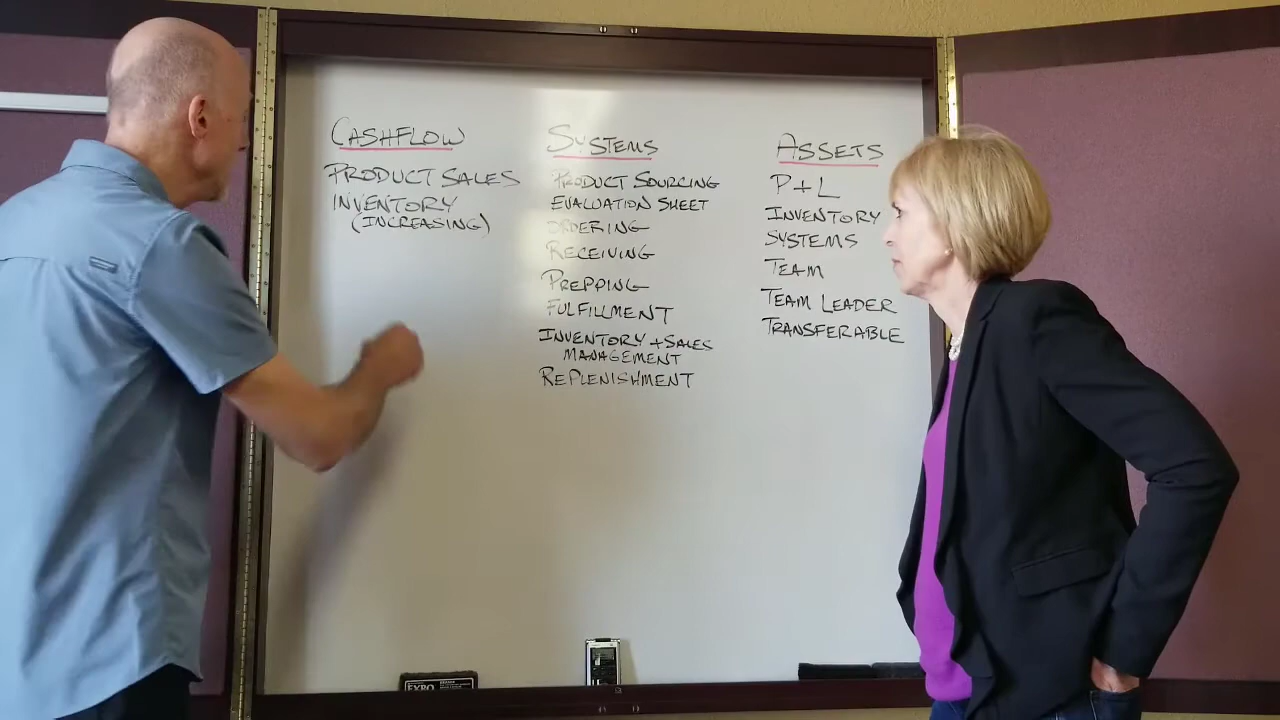 CASHFLOW
PRODUCT SALES
INVENTORY
(INCREASING)
SYSTEMS
PRODUCT SOURCING
EVALUATION SHEET
ORDERING
RECEIVING
PREPPING
FULFILLMENT
INVENTORY + SALES
MANAGEMENT
REPLENISHMENT
ASSETS
P+L
INVENTORY
SYSTEMS
TEAM
TEAM LEADER
TRANSFERABLE
EXPO